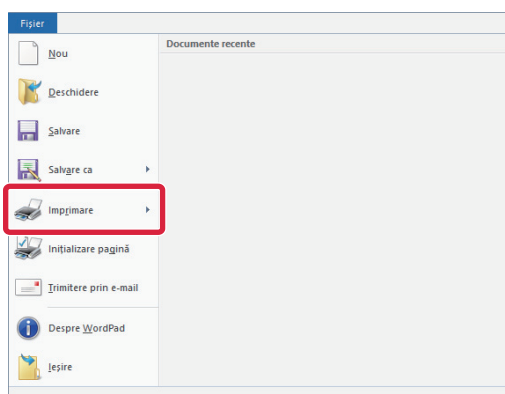 Fișier
Documente recente
Nou
Deschidere
Salvare
Salvare ca
Imprimare
Inițializare pagină
Trimitere prin e-mail
Despre WordPad
Ieșire